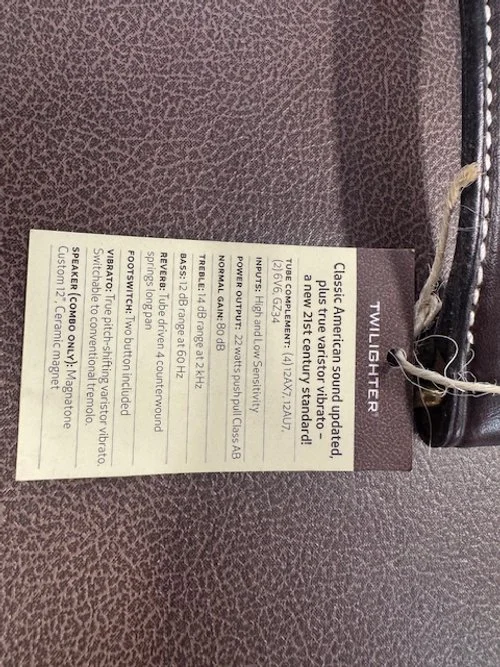 TWILIGHTER
Classic American sound updated,
plus true varistor vibrato –
a new 21st century standard!
TUBE COMPLEMENT: (4) 12AX7, 12AU7,
(2) 6V6, GZ34
INPUTS: High and Low Sensitivity
POWER OUTPUT: 22 watts push pull Class AB
NORMAL GAIN: 80 dB
TREBLE: 14 dB range at 2 kHz
BASS: 12 dB range at 60 Hz
REVERB: Tube driven 4 counterwound
springs long pan
FOOTSWITCH: Two button included
VIBRATO: True pitch-shifting varistor vibrato.
Switchable to conventional tremolo.
SPEAKER (COMBO ONLY): Magnatone
Custom 12", Ceramic magnet